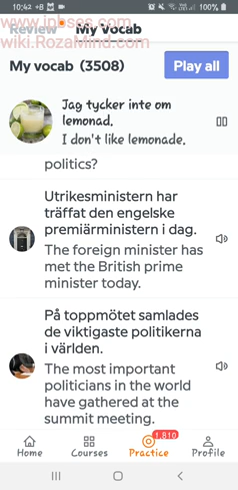 10:42 +B
100%
www.inbses.com
Review
My Vocab
wiki.RozaMind.com
My vocab (3508)
Play all
Jag tycker inte om
lemonad.
I don't like lemonade.
politics?
Utrikesministern har
träffat den engelske
premiärministern i dag.
The foreign minister has
met the British prime
minister today.
På toppmötet samlades
de viktigaste politikerna
i världen.
The most important
politicians in the world
have gathered at the
summit meeting.
1,810
Home
Courses
Practice
Profile